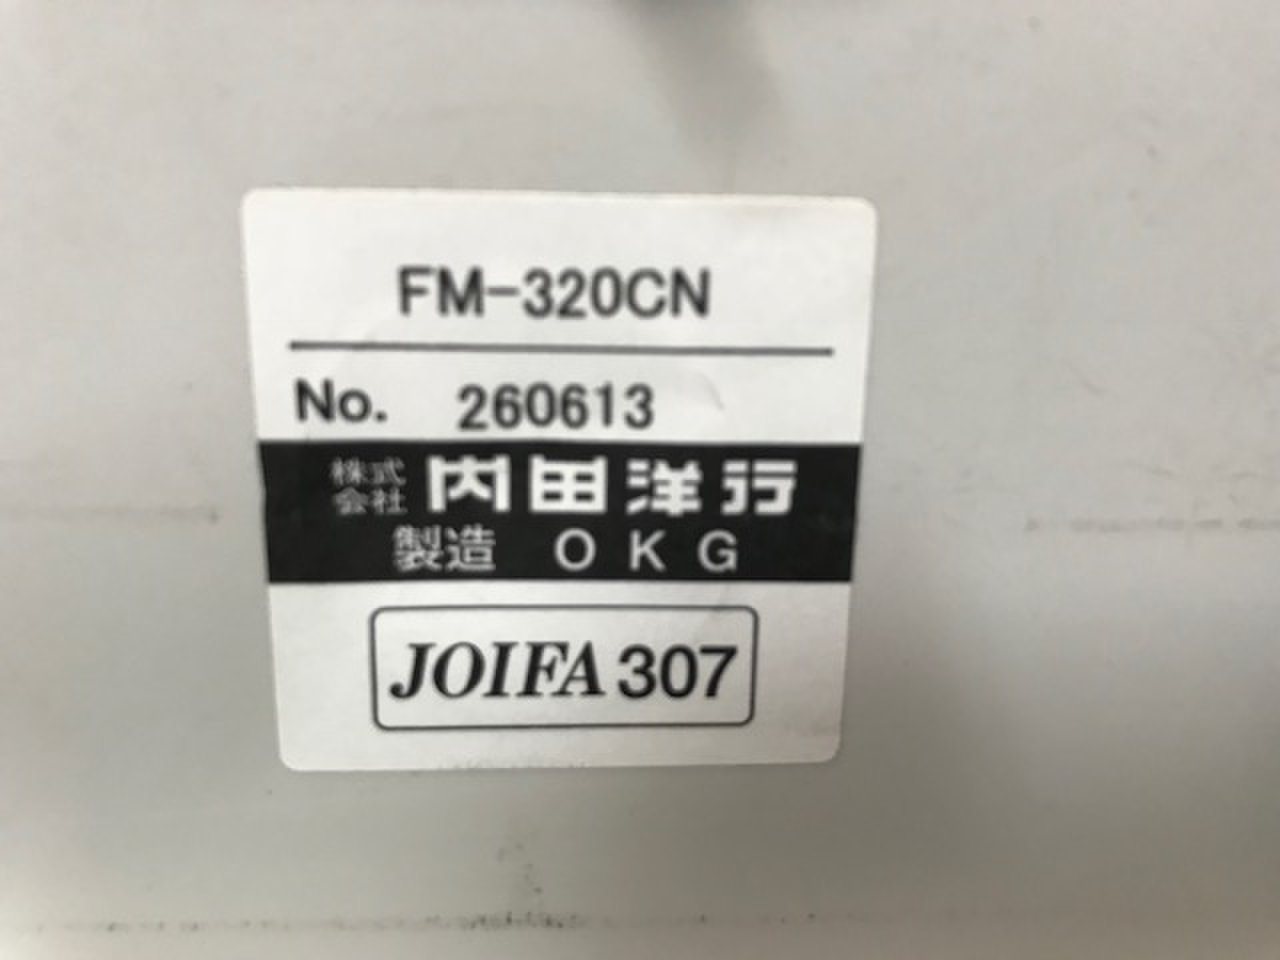 FM-320CN
No. 260613
株式会社 内田洋行
製造 OKG
JOIFA 307